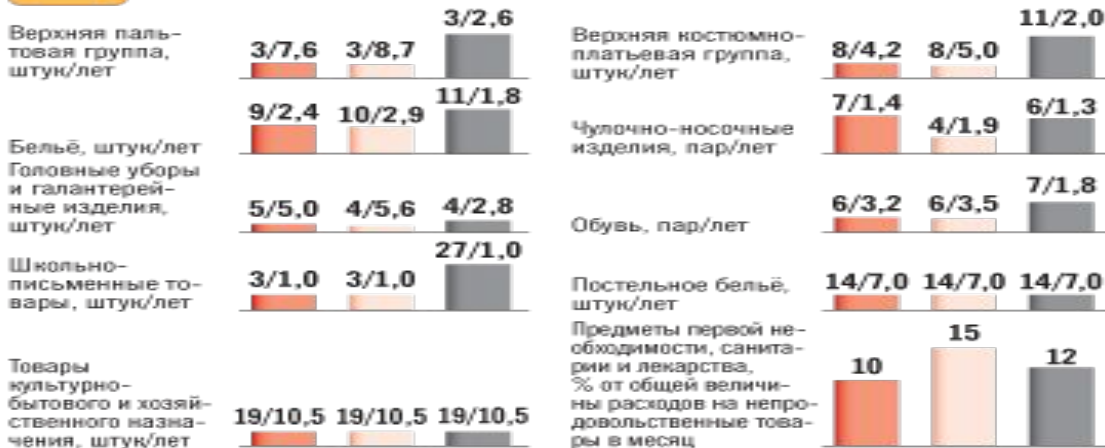 Верхняя паль-
товая группа,
штук/лет
3/7,6 3/8,7 3/2,6
Бельё, штук/лет
9/2,4 10/2,9 11/1,8
Головные уборы
и галантерей-
ные изделия,
штук/лет
5/5,0 4/5,6 4/2,8
Школьно-
письменные то-
вары, штук/лет
3/1,0 3/1,0 27/1,0
Товары
культурно-
бытового и хозяй-
ственного назна-
чения, штук/лет
19/10,5 19/10,5 19/10,5
Верхняя костюмно-
платьевая группа,
штук/лет
8/4,2 8/5,0 11/2,0
Чулочно-носочные
изделия, пар/лет
7/1,4 4/1,9 6/1,3
Обувь, пар/лет
6/3,2 6/3,5 7/1,8
Постельное бельё,
штук/лет
14/7,0 14/7,0 14/7,0
Предметы первой не-
обходимости, санита-
рии и лекарства,
% от общей величи-
ны расходов на непро-
довольственные това-
ры в месяц
10 15 12